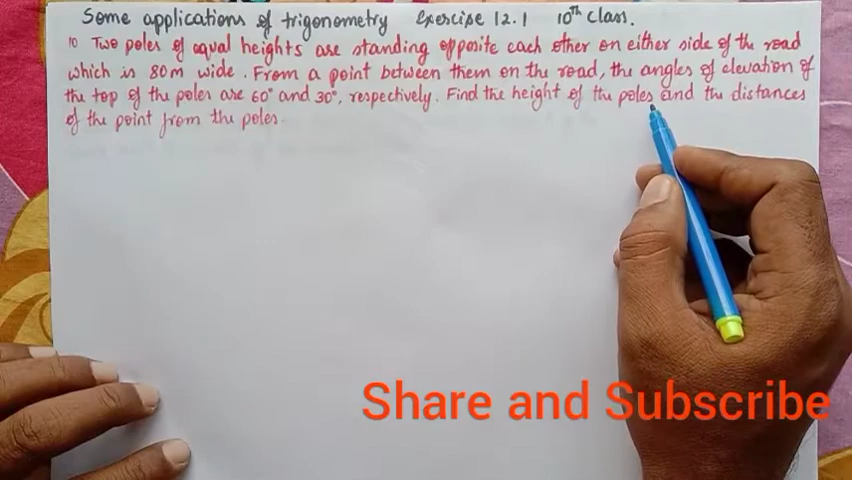 Some applications of trigonometry Exercise 12.1 10th class.
10 Two poles of equal heights are standing opposite each other on either side of the road
which is 80m wide. From a point between them on the road, the angles of elevation of
the top of the poles are 60° and 30°, respectively. Find the height of the poles and the distances
of the point from the poles.
Share and Subscribe